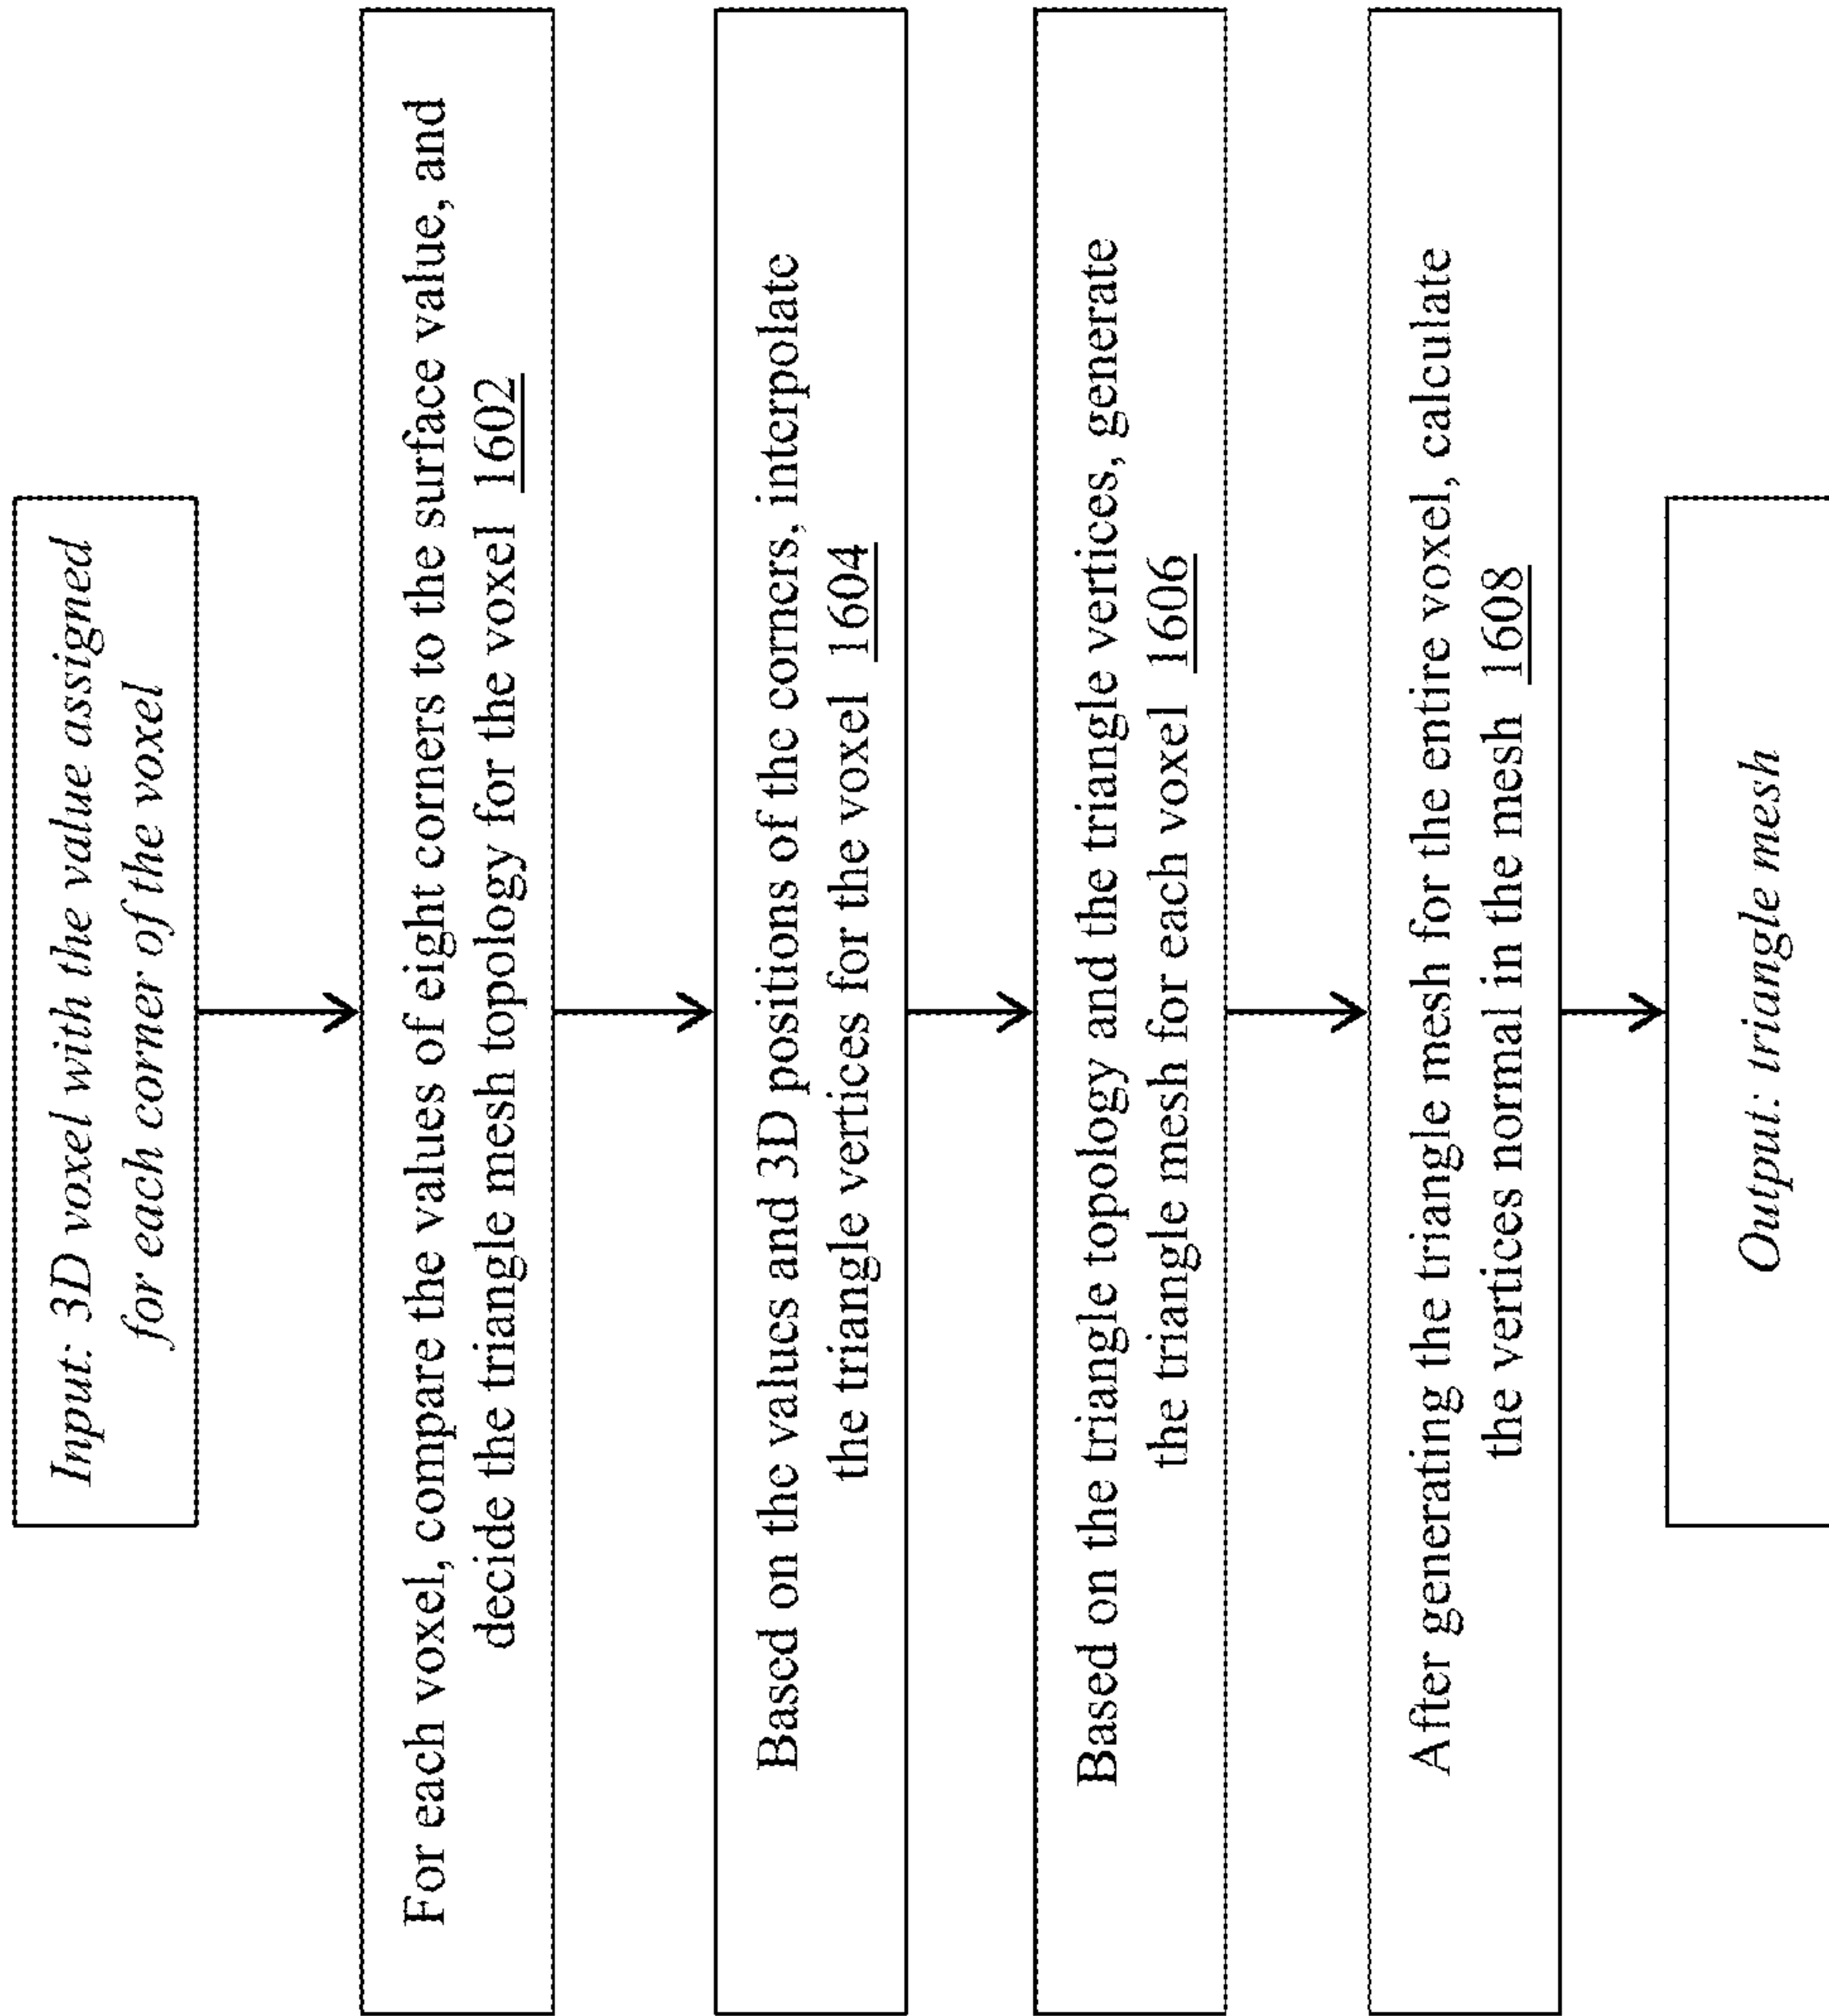 Input: 3D voxel with the value assigned
for each corner of the voxel
For each voxel, compare the values of eight corners to the surface value, and
decide the triangle mesh topology for the voxel 1602
Based on the values and 3D positions of the corners, interpolate
the triangle vertices for the voxel 1604
Based on the triangle topology and the triangle vertices, generate
the triangle mesh for each voxel 1606
After generating the triangle mesh for the entire voxel, calculate
the vertices normal in the mesh 1608
Output: triangle mesh